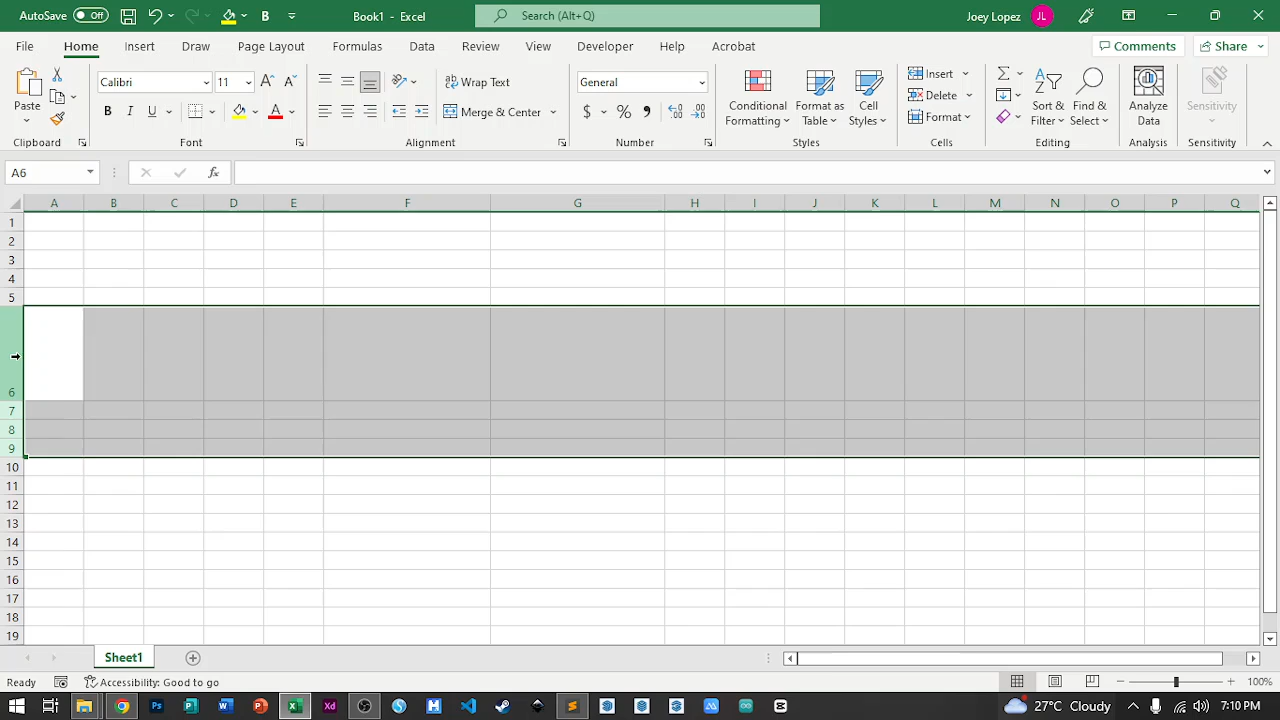 AutoSave Off Book1 - Excel Search (Alt+Q) Joey Lopez JL
File Home Insert Draw Page Layout Formulas Data Review View Developer Help Acrobat Comments Share
Calibri 11 Wrap Text General Insert
Paste B I U A Merge & Center $ % Conditional Formatting Format as Table Cell Styles Delete Sort & Filter Find & Select Analyze Data Sensitivity
Format
Clipboard Font Alignment Number Styles Cells Editing Analysis Sensitivity
A6 fx
A B C D E F G H I J K L M N O P Q
1
2
3
4
5
6
7
8
9
10
11
12
13
14
15
16
17
18
19
Sheet1
Ready Accessibility: Good to go 100%
27°C Cloudy 7:10 PM